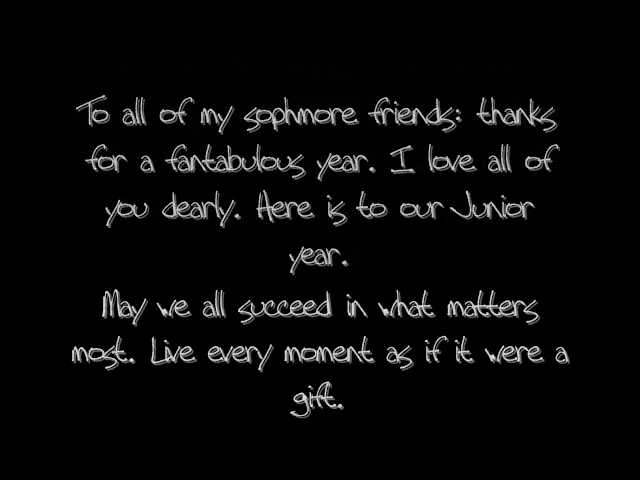 To all of my sophmore friends: thanks
for a fantabulous year. I love all of
you dearly. Here is to our Junior
year.
May we all succeed in what matters
most. Live every moment as if it were a
gift.